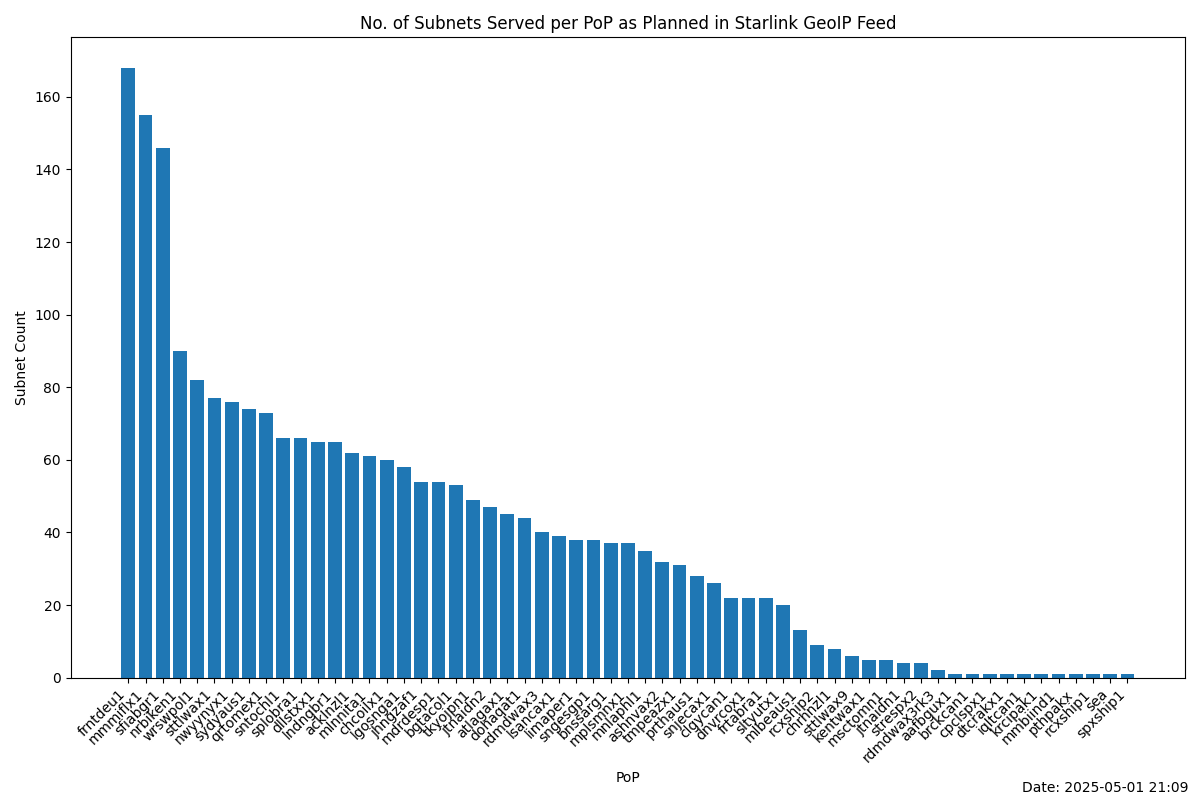 No. of Subnets Served per PoP as Planned in Starlink GeoIP Feed
Subnet Count
160
140
120
100
80
60
40
20
0
frntdeu1
mmmiflx1
sfiabgr1
nrbiken1
wrswpol1
sttlwax1
nwyynyx1
sydyaus1
qrtomex1
sntochl1
splobra1
dllstxx1
lndngbr1
acklnzl1
mlnnita1
chcoilx1
lgosnga1
jhngzaf1
mdrdesp1
bgtacol1
tkyojpn1
jtnaidn2
atlagax1
dohaqat1
rdmdwax3
lsancax1
limaper1
sngesgp1
bnssarg1
mplsmnx1
mnlaphl1
ashnvax2
tmpeazx1
prthaus1
snjecax1
clgycan1
dnvrcox1
frtabra1
sltyutx1
mlbeaus1
rcxship2
chrhnzl1
sttlwax9
kentwax1
msctomn1
jtnaidn1
strespx2
rdmdwax3rk3
aafbgux1
brckcan1
cpclspx1
dtcrakx1
iqltcan1
krcipak1
mmbiind1
pthpakx
rcxship1
sea
spxship1
PoP
Date: 2025-05-01 21:09